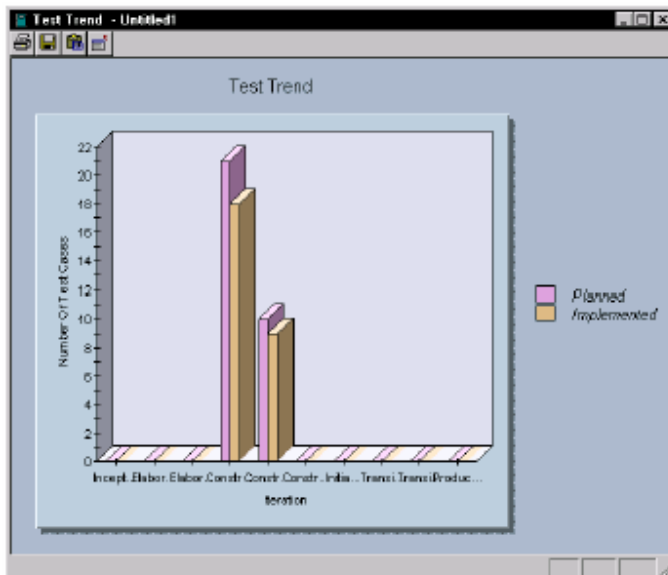 Test Trend - Untitled1
Test Trend
22
20
18
16
14
12
10
8
6
4
2
0
Number Of Test Cases
Incept...Elabor...Elabor...Constr...Constr...Constr...Initia...Transi...Transi...Produc...
Iteration
Planned
Implemented